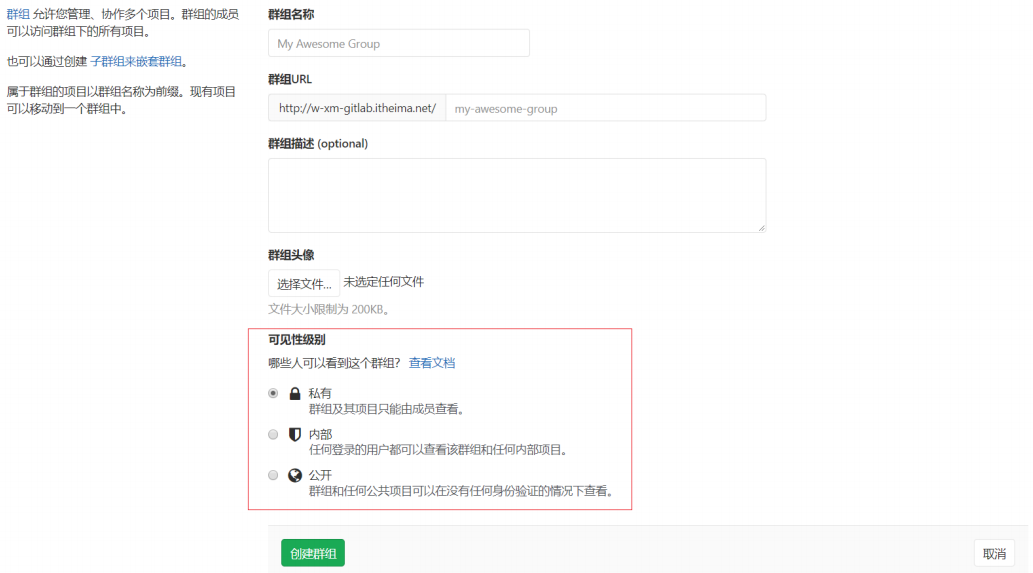 群组 允许您管理、协作多个项目。群组的成员
可以访问群组下的所有项目。
也可以通过创建 子群组来嵌套群组。
属于群组的项目以群组名称为前缀。现有项目
可以移动到一个群组中。
群组名称
My Awesome Group
群组URL
http://w-xm-gitlab.itheima.net/ my-awesome-group
群组描述 (optional)
群组头像
选择文件... 未选定任何文件
文件大小限制为 200KB。
可见性级别
哪些人可以看到这个群组? 查看文档
私有
群组及其项目只能由成员查看。
内部
任何登录的用户都可以查看该群组和任何内部项目。
公开
群组和任何公共项目可以在没有任何身份验证的情况下查看。
创建群组 取消